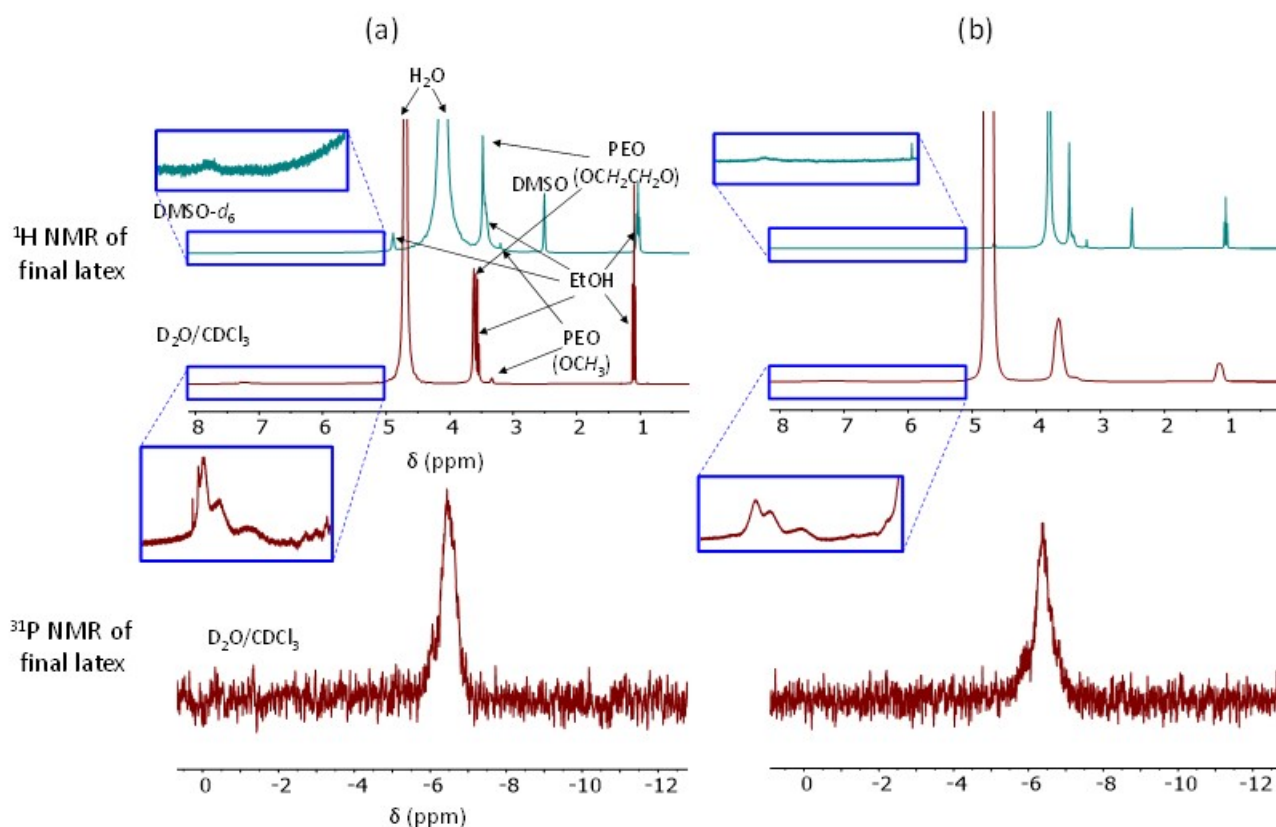 (a)
(b)
H2O
PEO
(OCH2CH2O)
DMSO
DMSO-d6
1H NMR of
final latex
EtOH
D2O/CDCl3
PEO
(OCH3)
8 7 6 5 4 3 2 1
8 7 6 5 4 3 2 1
δ (ppm)
31P NMR of
final latex
D2O/CDCl3
0 -2 -4 -6 -8 -10 -12
0 -2 -4 -6 -8 -10 -12
δ (ppm)